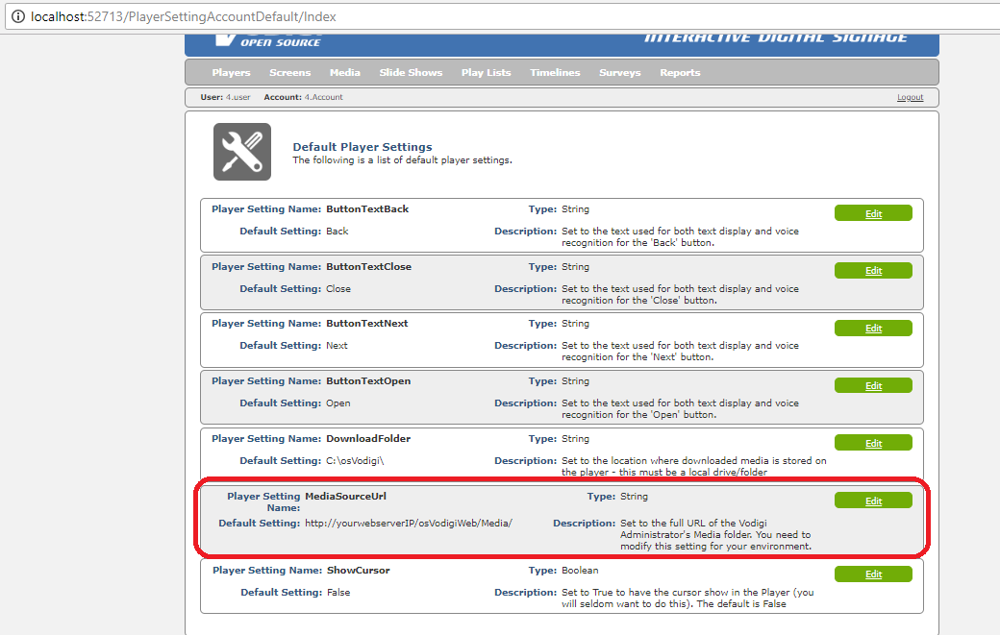 localhost:52713/PlayerSettingAccountDefault/Index
OPEN SOURCE INTERACTIVE DIGITAL SIGNAGE
Players Screens Media Slide Shows Play Lists Timelines Surveys Reports
User: 4.user Account: 4.Account Logout
Default Player Settings
The following is a list of default player settings.
Player Setting Name: ButtonTextBack Type: String Edit
Default Setting: Back Description: Set to the text used for both text display and voice
recognition for the 'Back' button.
Player Setting Name: ButtonTextClose Type: String Edit
Default Setting: Close Description: Set to the text used for both text display and voice
recognition for the 'Close' button.
Player Setting Name: ButtonTextNext Type: String Edit
Default Setting: Next Description: Set to the text used for both text display and voice
recognition for the 'Next' button.
Player Setting Name: ButtonTextOpen Type: String Edit
Default Setting: Open Description: Set to the text used for both text display and voice
recognition for the 'Open' button.
Player Setting Name: DownloadFolder Type: String Edit
Default Setting: C:\osVodigi\ Description: Set to the location where downloaded media is stored on
the player - this must be a local drive/folder
Player Setting MediaSourceUrl Type: String Edit
Name:
Default Setting: http://yourwebserverIP/osVodigiWeb/Media/ Description: Set to the full URL of the Vodigi
Administrator's Media folder. You need to
modify this setting for your environment.
Player Setting Name: ShowCursor Type: Boolean Edit
Default Setting: False Description: Set to True to have the cursor show in the Player (you
will seldom want to do this). The default is False